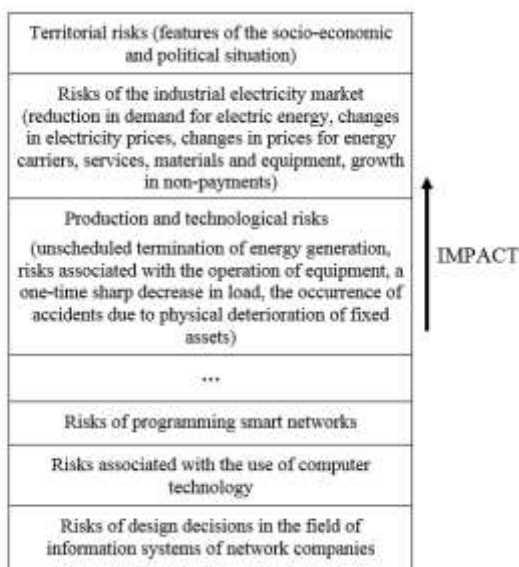 Territorial risks (features of the socio-economic
and political situation)
Risks of the industrial electricity market
(reduction in demand for electric energy, changes
in electricity prices, changes in prices for energy
carriers, services, materials and equipment, growth
in non-payments)
Production and technological risks
(unscheduled termination of energy generation,
risks associated with the operation of equipment, a
one-time sharp decrease in load, the occurrence of
accidents due to physical deterioration of fixed
assets)
IMPACT
...
Risks of programming smart networks
Risks associated with the use of computer
technology
Risks of design decisions in the field of
information systems of network companies